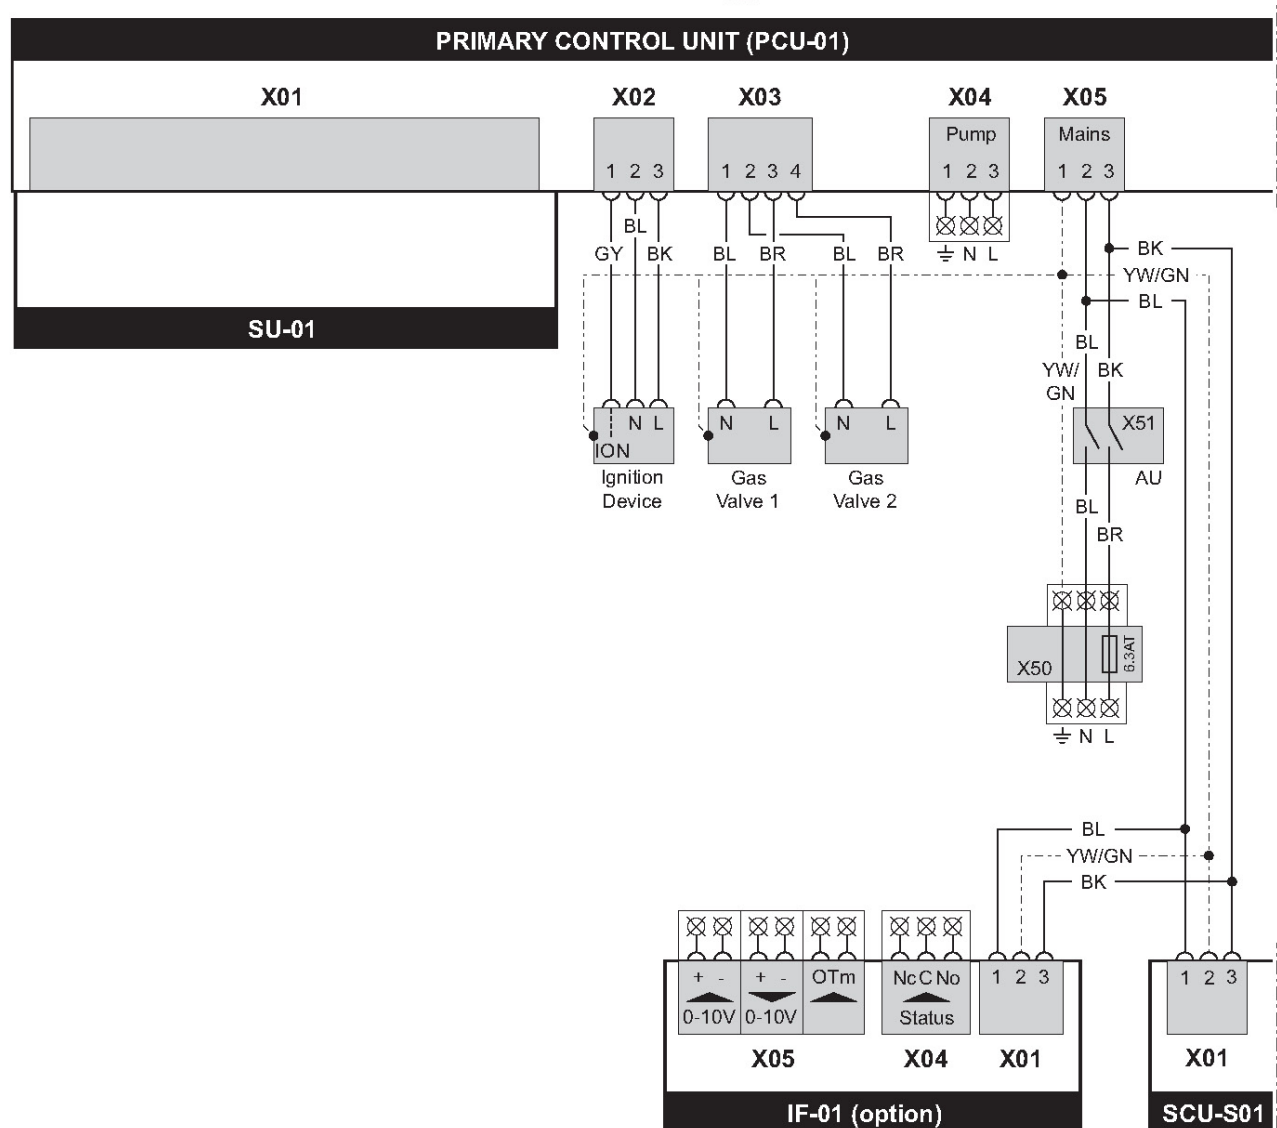 PRIMARY CONTROL UNIT (PCU-01)
X01 X02 X03 X04 X05
Pump Mains
1 2 3 1 2 3 4 1 2 3 1 2 3
BL
GY BK BL BR BL BR N L BK
YW/GN
SU-01 BL
BL
YW/ BK
GN
N L N L N L X51
ION
Ignition Gas Gas AU
Device Valve 1 Valve 2
BL
BR
X50 6.3AT
N L
BL
YW/GN
BK
+ - + - OTm Nc C No 1 2 3 1 2 3
0-10V 0-10V Status
X05 X04 X01 X01
IF-01 (option) SCU-S01